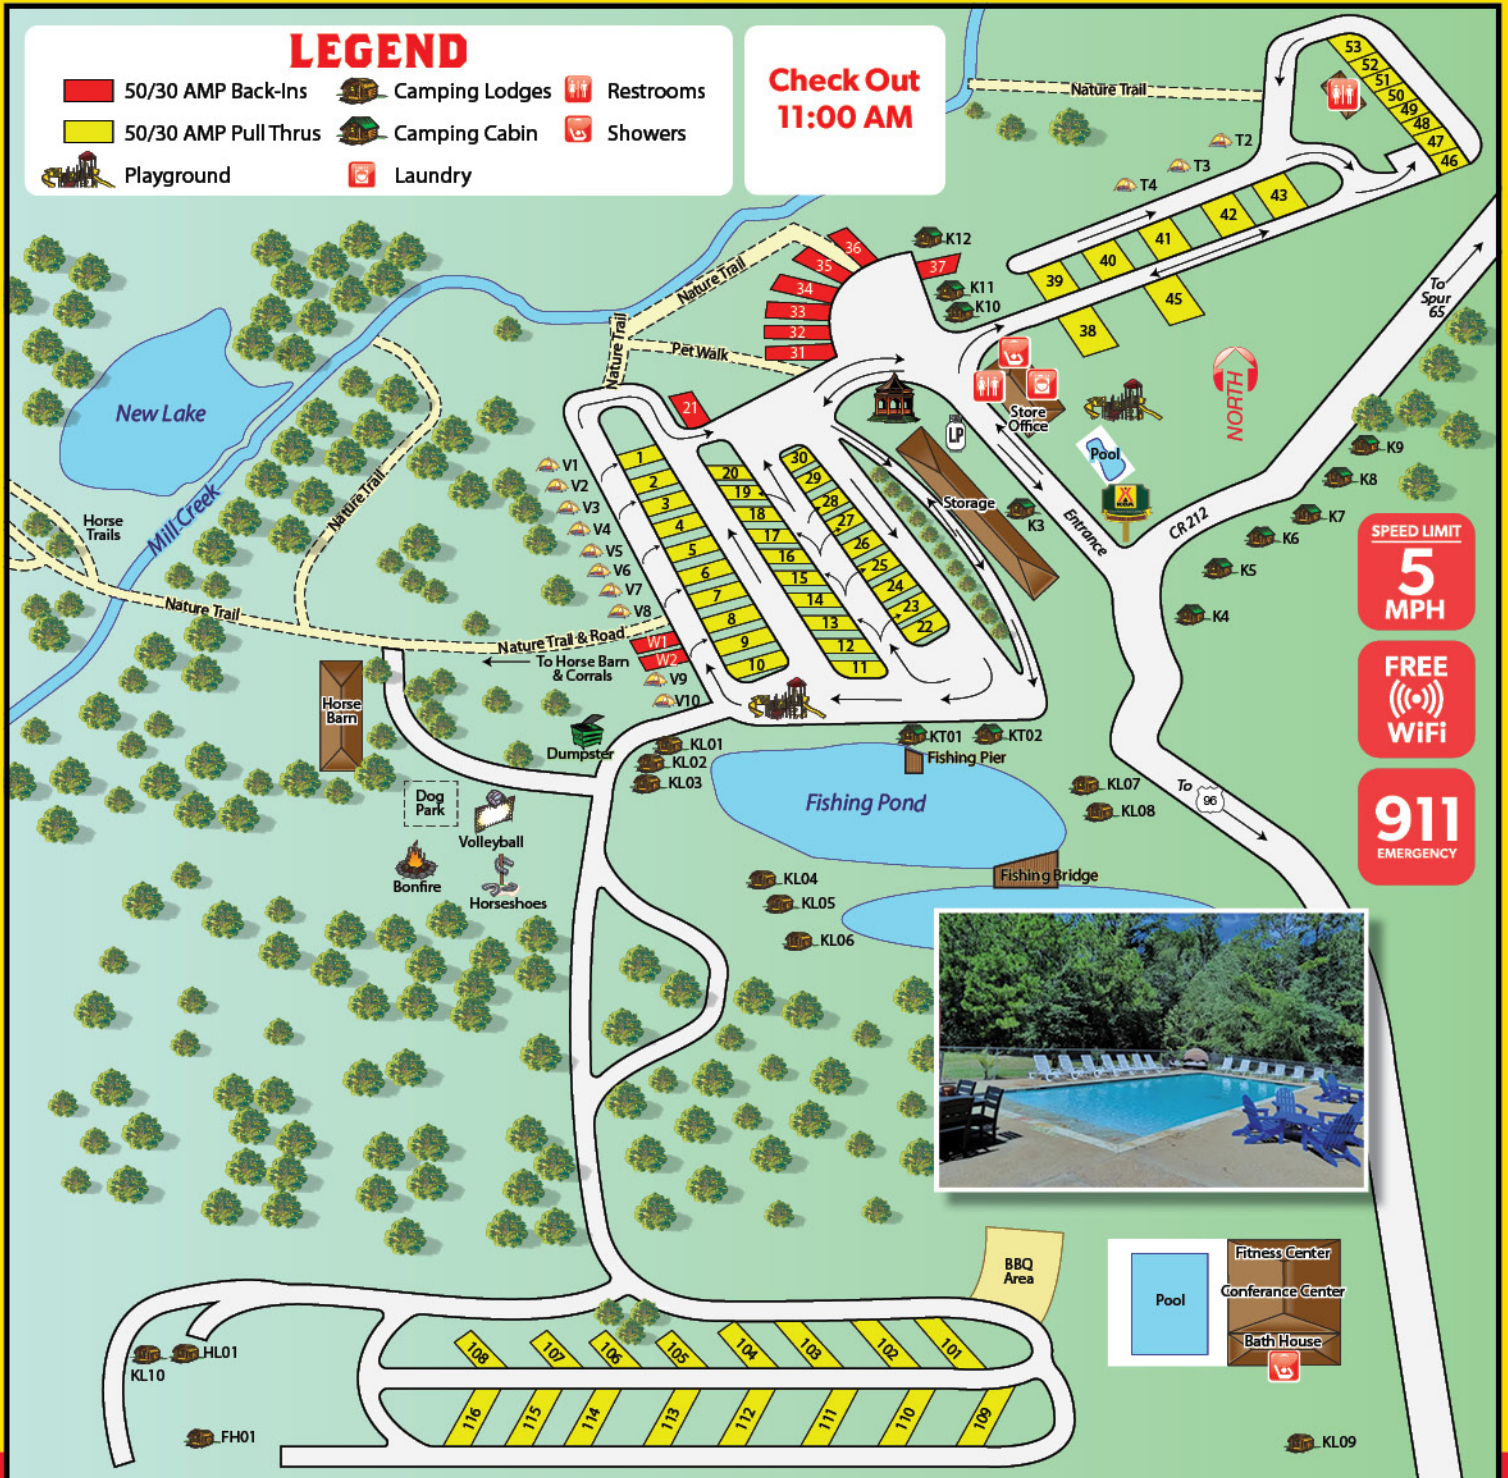 LEGEND
50/30 AMP Back-Ins
Camping Lodges
Restrooms
50/30 AMP Pull Thrus
Camping Cabin
Showers
Playground
Laundry
Check Out
11:00 AM
Nature Trail
53
52
51
50
49
48
47
46
T2
T3
T4
43
42
41
40
39
45
38
To
Spur
65
36
35
34
33
32
31
37
K12
K11
K10
Nature Trail
Nature Trail
Pet Walk
21
NORTH
Store
Office
LP
Pool
KOA
Storage
K3
Entrance
CR 212
K9
K8
K7
K6
K5
K4
SPEED LIMIT
5
MPH
FREE
WiFi
911
EMERGENCY
New Lake
Mill Creek
Horse
Trails
Nature Trail
Nature Trail
Nature Trail & Road
To Horse Barn
& Corrals
V1
V2
V3
V4
V5
V6
V7
V8
W1
W2
V9
V10
1
2
3
4
5
6
7
8
9
10
20
19
18
17
16
15
14
13
12
11
30
29
28
27
26
25
24
23
22
Horse
Barn
Dumpster
KL01
KL02
KL03
KT01
KT02
Fishing Pier
Fishing Pond
KL07
KL08
To
96
Dog
Park
Volleyball
Bonfire
Horseshoes
KL04
KL05
KL06
Fishing Bridge
BBQ
Area
Pool
Fitness Center
Conferance Center
Bath House
KL10
HL01
FH01
108
107
106
105
104
103
102
101
116
115
114
113
112
111
110
109
KL09